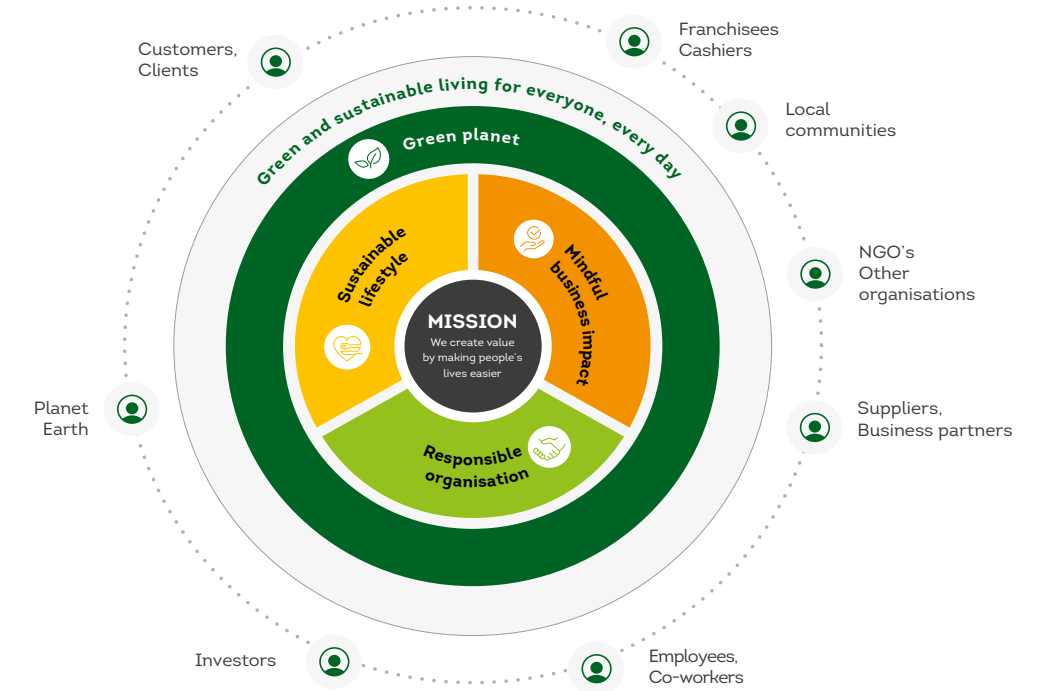 Franchisees
Cashiers
Customers,
Clients
Green and sustainable living for everyone, every day
Local
communities
Green planet
Sustainable
lifestyle
Mindful
business impact
NGO's
Other
organisations
MISSION
We create value
by making people's
lives easier
Planet
Earth
Suppliers,
Business partners
Responsible
organisation
Investors
Employees,
Co-workers